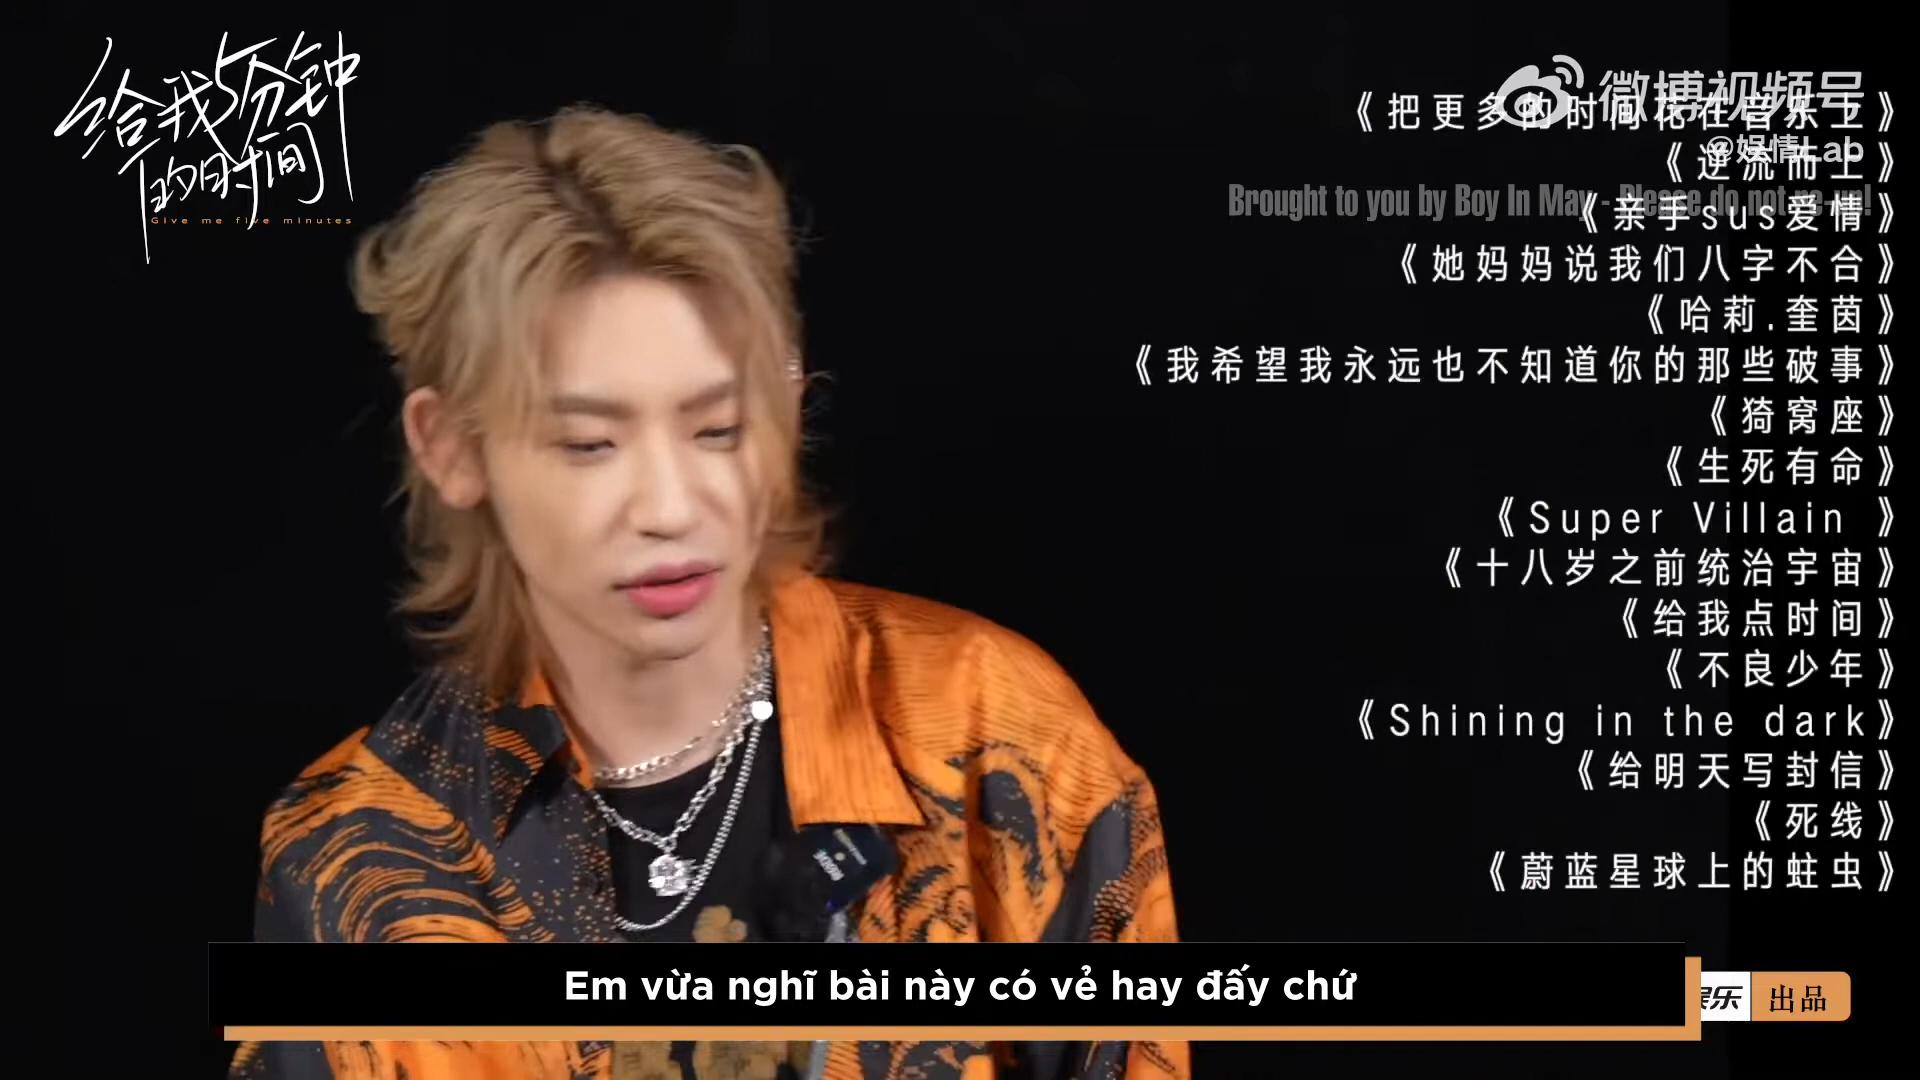 给我5分钟
的时间
Give me five minutes
微博视频号
@娱情Lab
Brought to you by Boy In May - Please do not re-up!
《把更多的时间花在音乐上》
《逆流而上》
《亲手sus爱情》
《她妈妈说我们八字不合》
《哈莉.奎茵》
《我希望我永远也不知道你的那些破事》
《猗窝座》
《生死有命》
《Super Villain 》
《十八岁之前统治宇宙》
《给我点时间》
《不良少年》
《Shining in the dark》
《给明天写封信》
《死线》
《蔚蓝星球上的蛀虫》
Em vừa nghĩ bài này có vẻ hay đấy chứ
娱乐 出品